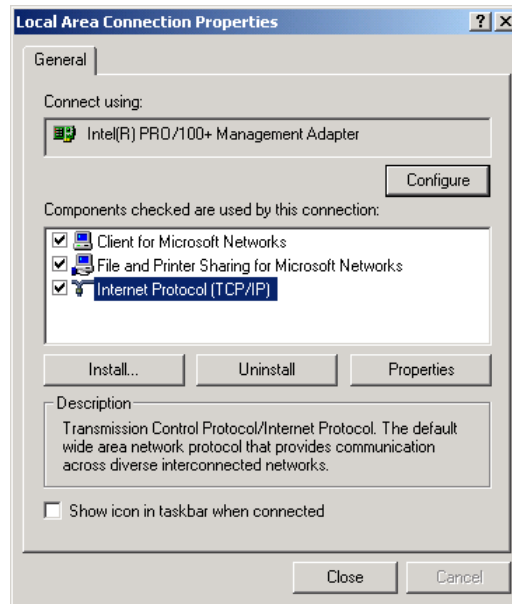 Local Area Connection Properties
General
Connect using:
Intel(R) PRO/100+ Management Adapter
Configure
Components checked are used by this connection:
Client for Microsoft Networks
File and Printer Sharing for Microsoft Networks
Internet Protocol (TCP/IP)
Install... Uninstall Properties
Description
Transmission Control Protocol/Internet Protocol. The default
wide area network protocol that provides communication
across diverse interconnected networks.
Show icon in taskbar when connected
Close Cancel